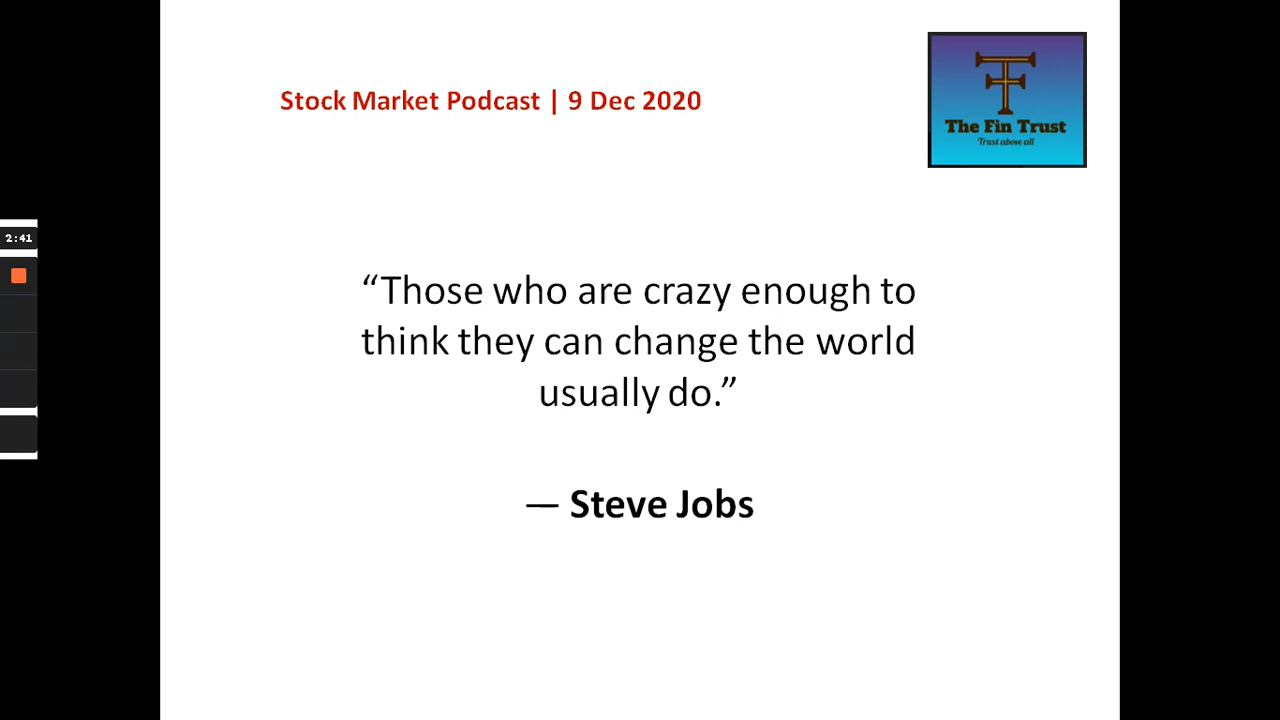 Stock Market Podcast | 9 Dec 2020
The Fin Trust
Trust above all
2:41
“Those who are crazy enough to
think they can change the world
usually do.”
— Steve Jobs